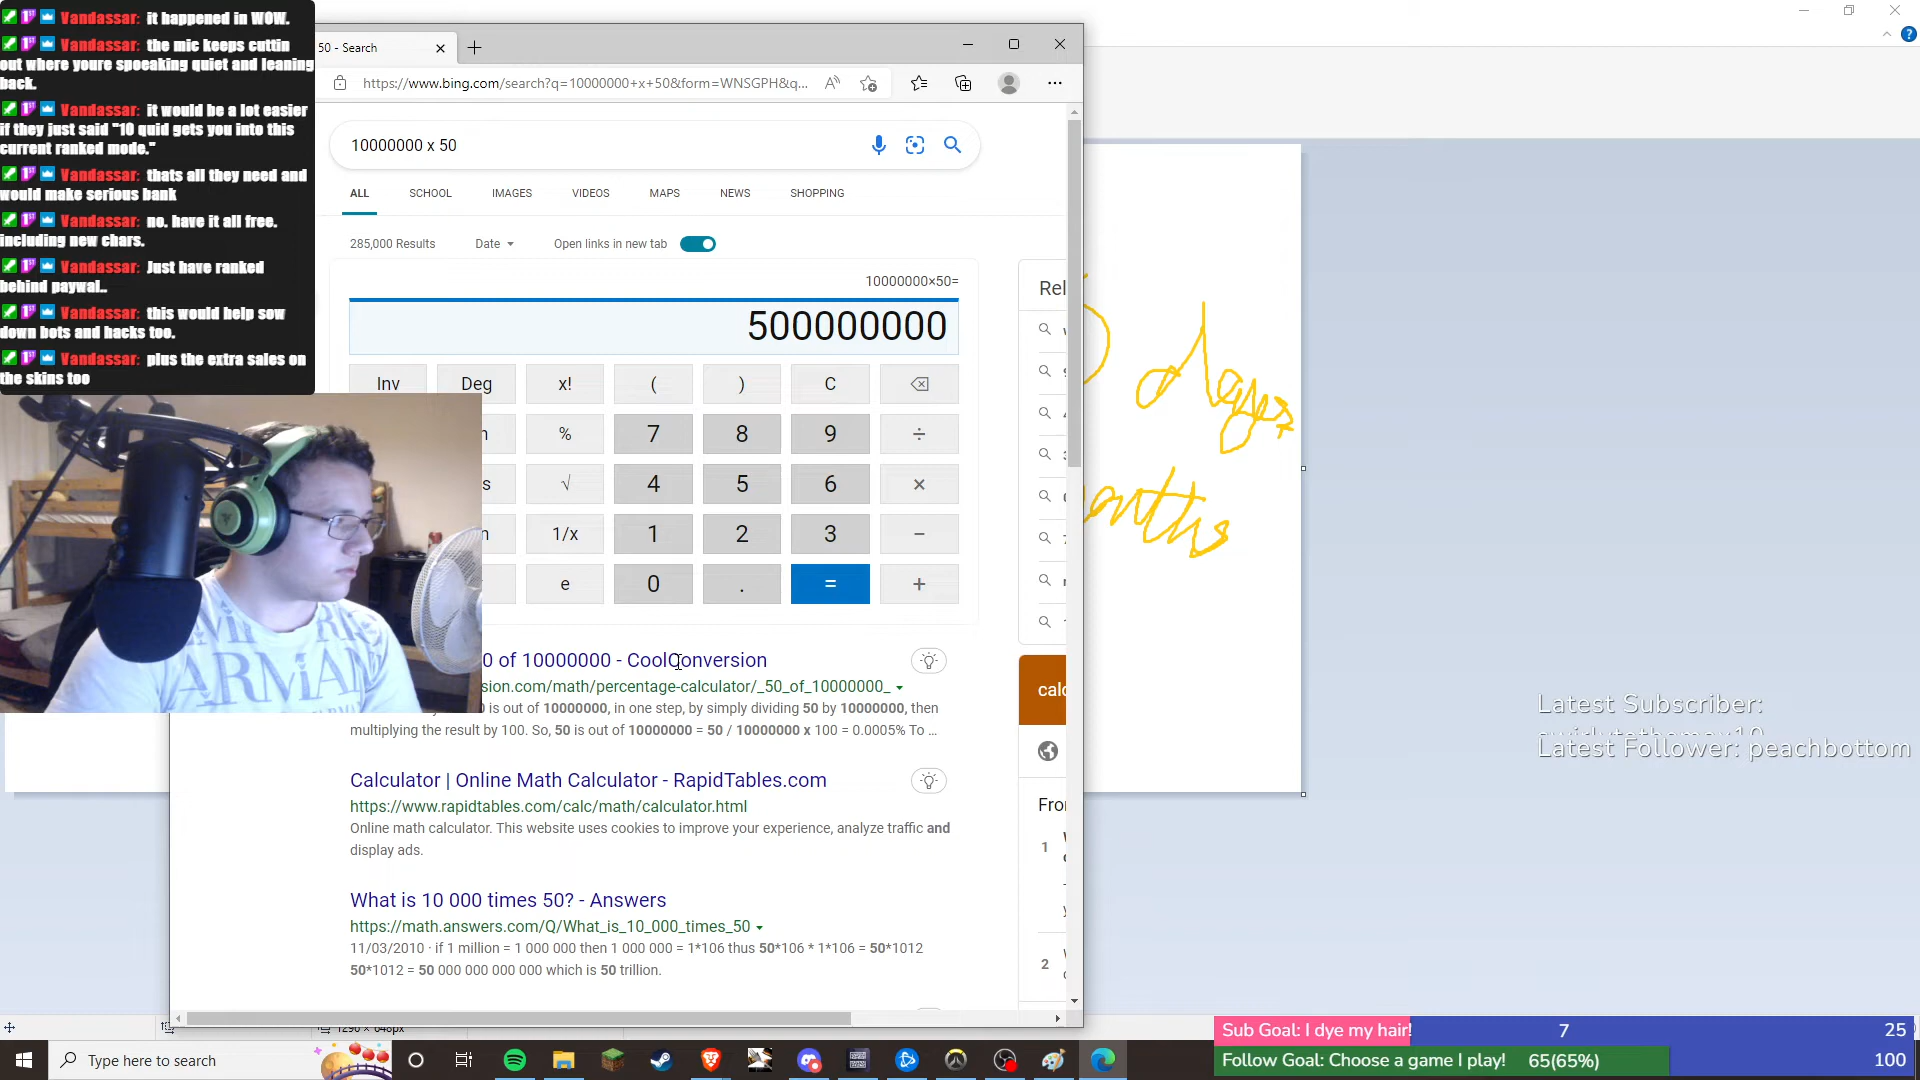 Vandassar: it happened in WOW.
Vandassar: the mic keeps cuttin
out where youre spoeaking quiet and leaning
back.
Vandassar: it would be a lot easier
if they just said "10 quid gets you into this
current ranked mode."
Vandassar: thats all they need and
would make serious bank
Vandassar: no. have it all free.
including new chars.
Vandassar: Just have ranked
behind paywal..
Vandassar: this would help sow
down bots and hacks too.
Vandassar: plus the extra sales on
the skins too
50 - Search
https://www.bing.com/search?q=10000000+x+50&form=WNSGPH&q...
10000000 x 50
ALL SCHOOL IMAGES VIDEOS MAPS NEWS SHOPPING
285,000 Results Date Open links in new tab
10000000×50=
500000000
Inv Deg x! ( ) C
% 7 8 9 ÷
√ 4 5 6 ×
1/x 1 2 3 −
e 0 . = +
0 of 10000000 - CoolConversion
sion.com/math/percentage-calculator/_50_of_10000000_
is out of 10000000, in one step, by simply dividing 50 by 10000000, then
multiplying the result by 100. So, 50 is out of 10000000 = 50 / 10000000 x 100 = 0.0005% To ...
Calculator | Online Math Calculator - RapidTables.com
https://www.rapidtables.com/calc/math/calculator.html
Online math calculator. This website uses cookies to improve your experience, analyze traffic and
display ads.
What is 10 000 times 50? - Answers
https://math.answers.com/Q/What_is_10_000_times_50
11/03/2010 · if 1 million = 1 000 000 then 1 000 000 = 1*106 thus 50*106 * 1*106 = 50*1012
50*1012 = 50 000 000 000 000 which is 50 trillion.
Rel
calc
Fro
1
2
days
onths
Latest Subscriber:
Latest Follower: peachbottom
Sub Goal: I dye my hair! 7 25
Follow Goal: Choose a game I play! 65(65%) 100
Type here to search